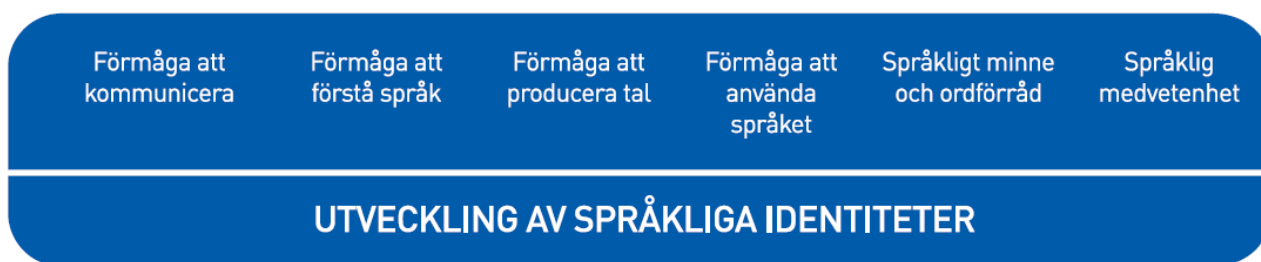 Förmåga att
kommunicera
Förmåga att
förstå språk
Förmåga att
producera tal
Förmåga att
använda
språket
Språkligt minne
och ordförråd
Språklig
medvetenhet
UTVECKLING AV SPRÅKLIGA IDENTITETER